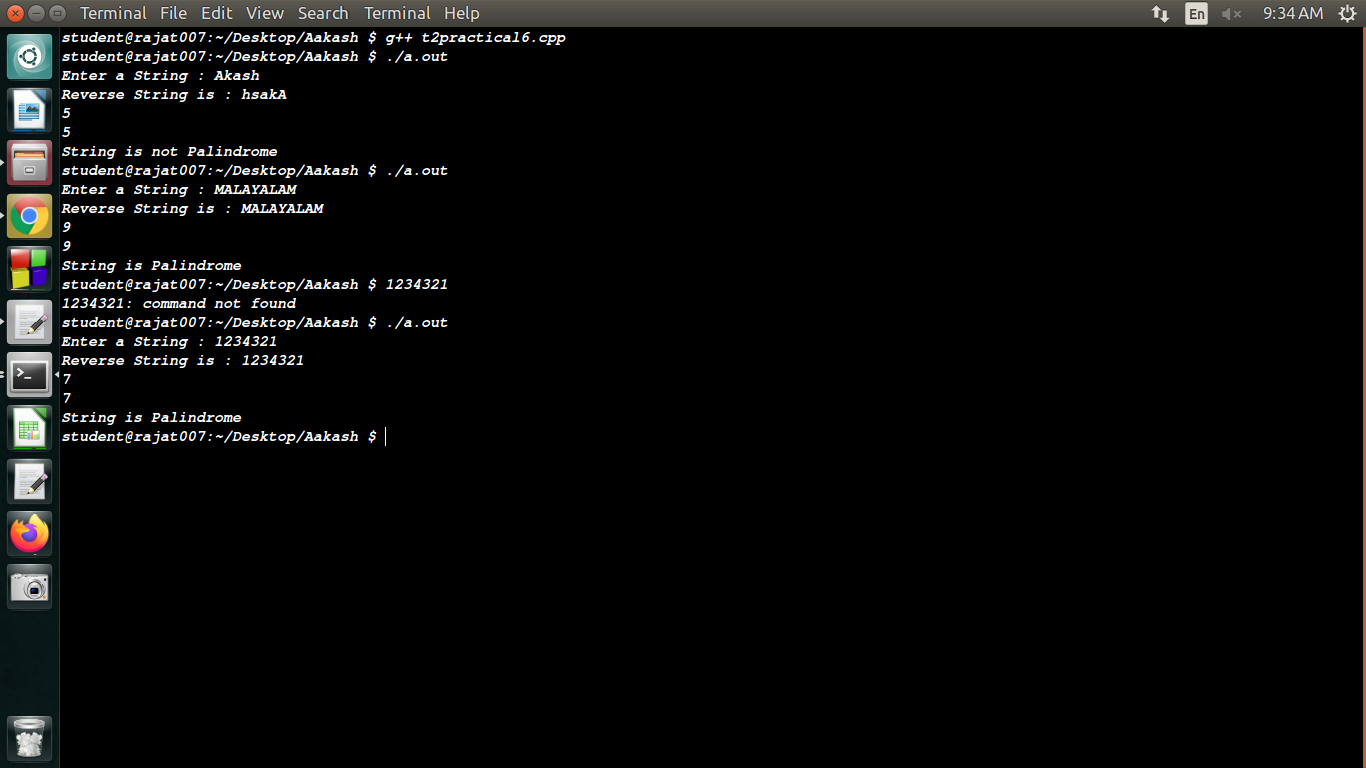 Terminal File Edit View Search Terminal Help En 9:34 AM
student@rajat007:~/Desktop/Aakash $ g++ t2practical6.cpp
student@rajat007:~/Desktop/Aakash $ ./a.out
Enter a String : Akash
Reverse String is : hsakA
5
5
String is not Palindrome
student@rajat007:~/Desktop/Aakash $ ./a.out
Enter a String : MALAYALAM
Reverse String is : MALAYALAM
9
9
String is Palindrome
student@rajat007:~/Desktop/Aakash $ 1234321
1234321: command not found
student@rajat007:~/Desktop/Aakash $ ./a.out
Enter a String : 1234321
Reverse String is : 1234321
7
7
String is Palindrome
student@rajat007:~/Desktop/Aakash $